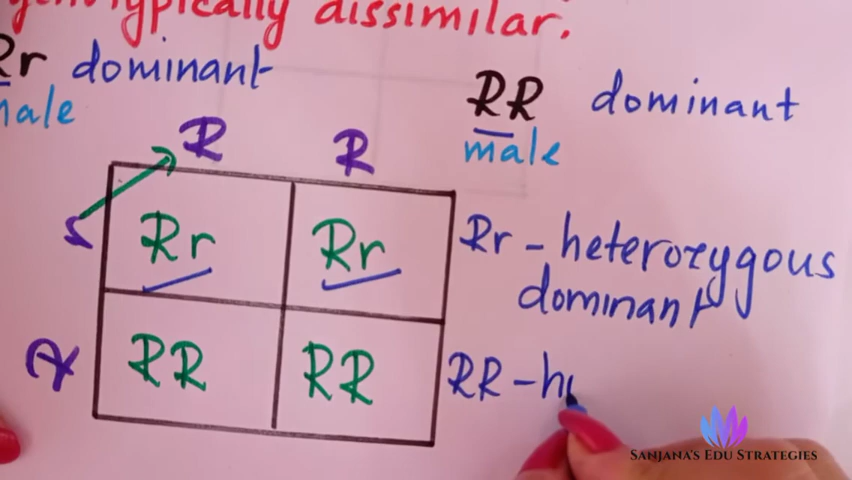 genotypically dissimilar.
Rr dominant
male
RR dominant
male
R R
r
Rr Rr
Rr - heterozygous
dominant
R
RR RR
RR - h
SANJANA'S EDU STRATEGIES